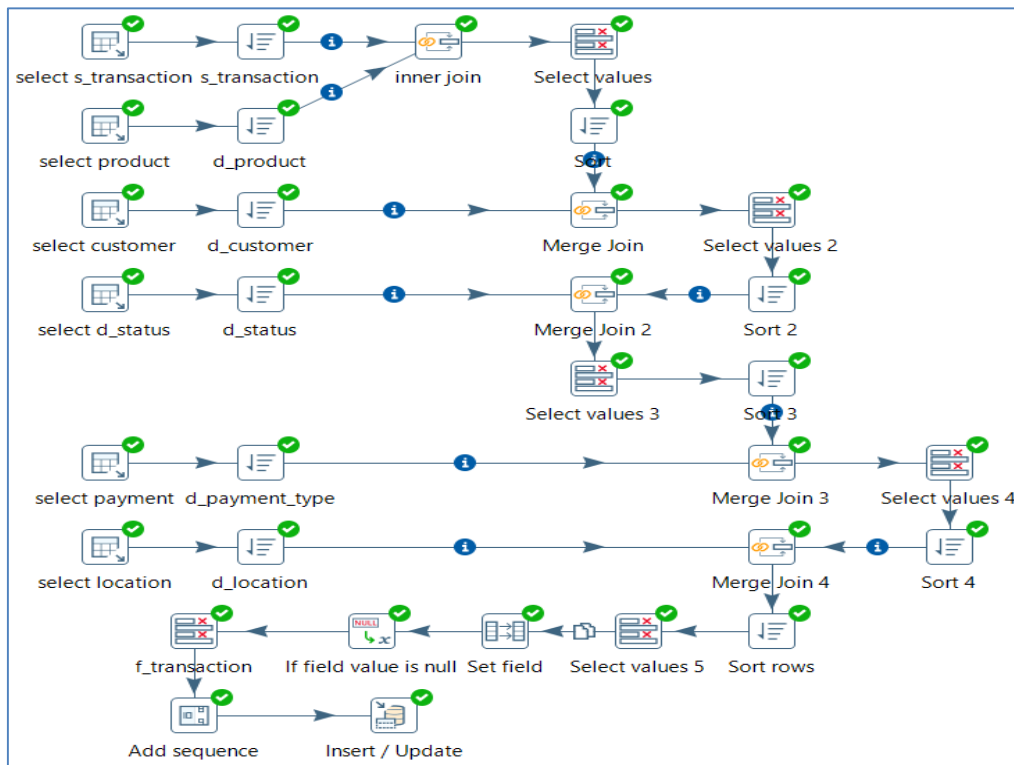 select s_transaction
s_transaction
inner join
Select values
select product
d_product
Sort
select customer
d_customer
Merge Join
Select values 2
select d_status
d_status
Merge Join 2
Sort 2
Select values 3
Sort 3
select payment
d_payment_type
Merge Join 3
Select values 4
select location
d_location
Merge Join 4
Sort 4
NULL
x
f_transaction
If field value is null
Set field
Select values 5
Sort rows
Add sequence
Insert / Update